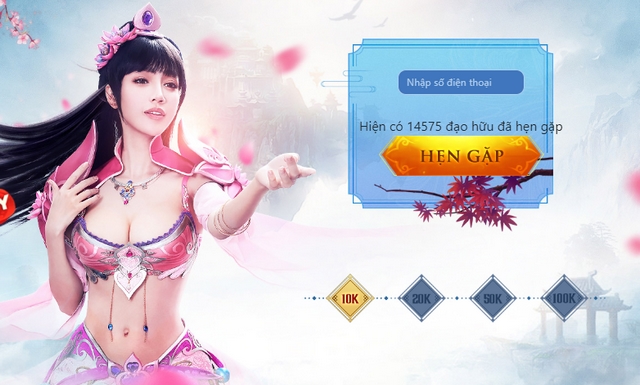 Nhập số điện thoại
Hiện có 14575 đạo hữu đã hẹn gặp
HẸN GẶP
10K
20K
50K
100K